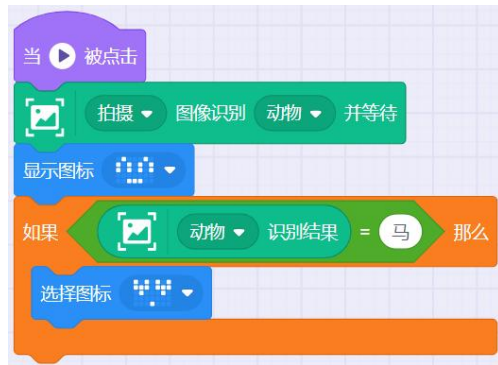 当 被点击
拍摄 图像识别 动物 并等待
显示图标
如果 动物 识别结果 = 马 那么
选择图标